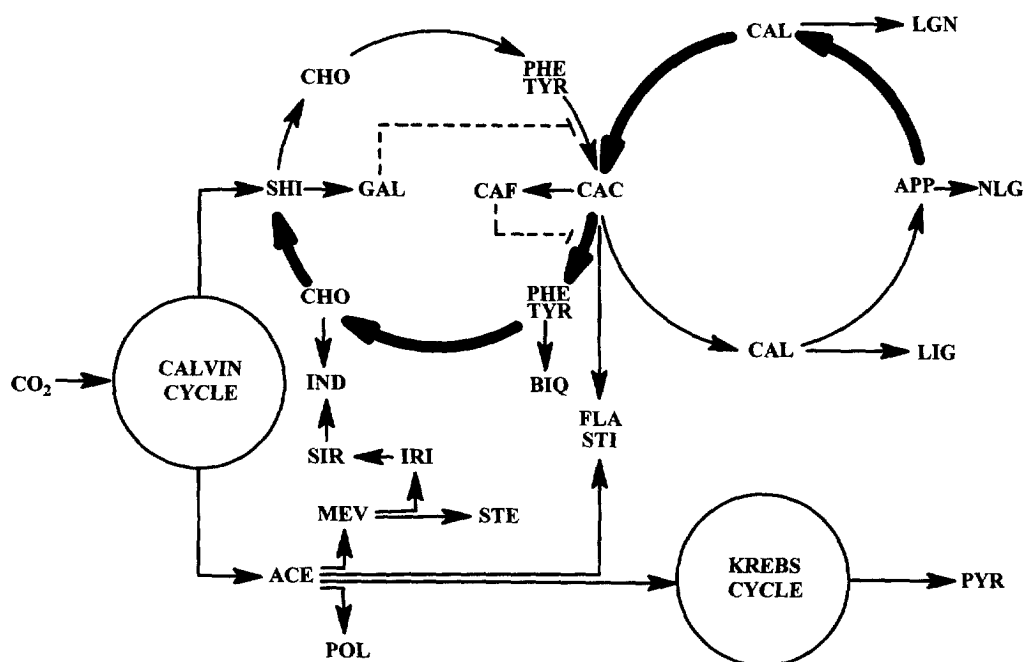 CAL
LGN
CHO
PHE
TYR
SHI
GAL
CAF
CAC
APP
NLG
CHO
PHE
TYR
CAL
LIG
CO₂
CALVIN
CYCLE
IND
BIQ
FLA
STI
SIR
IRI
MEV
STE
ACE
KREBS
CYCLE
PYR
POL